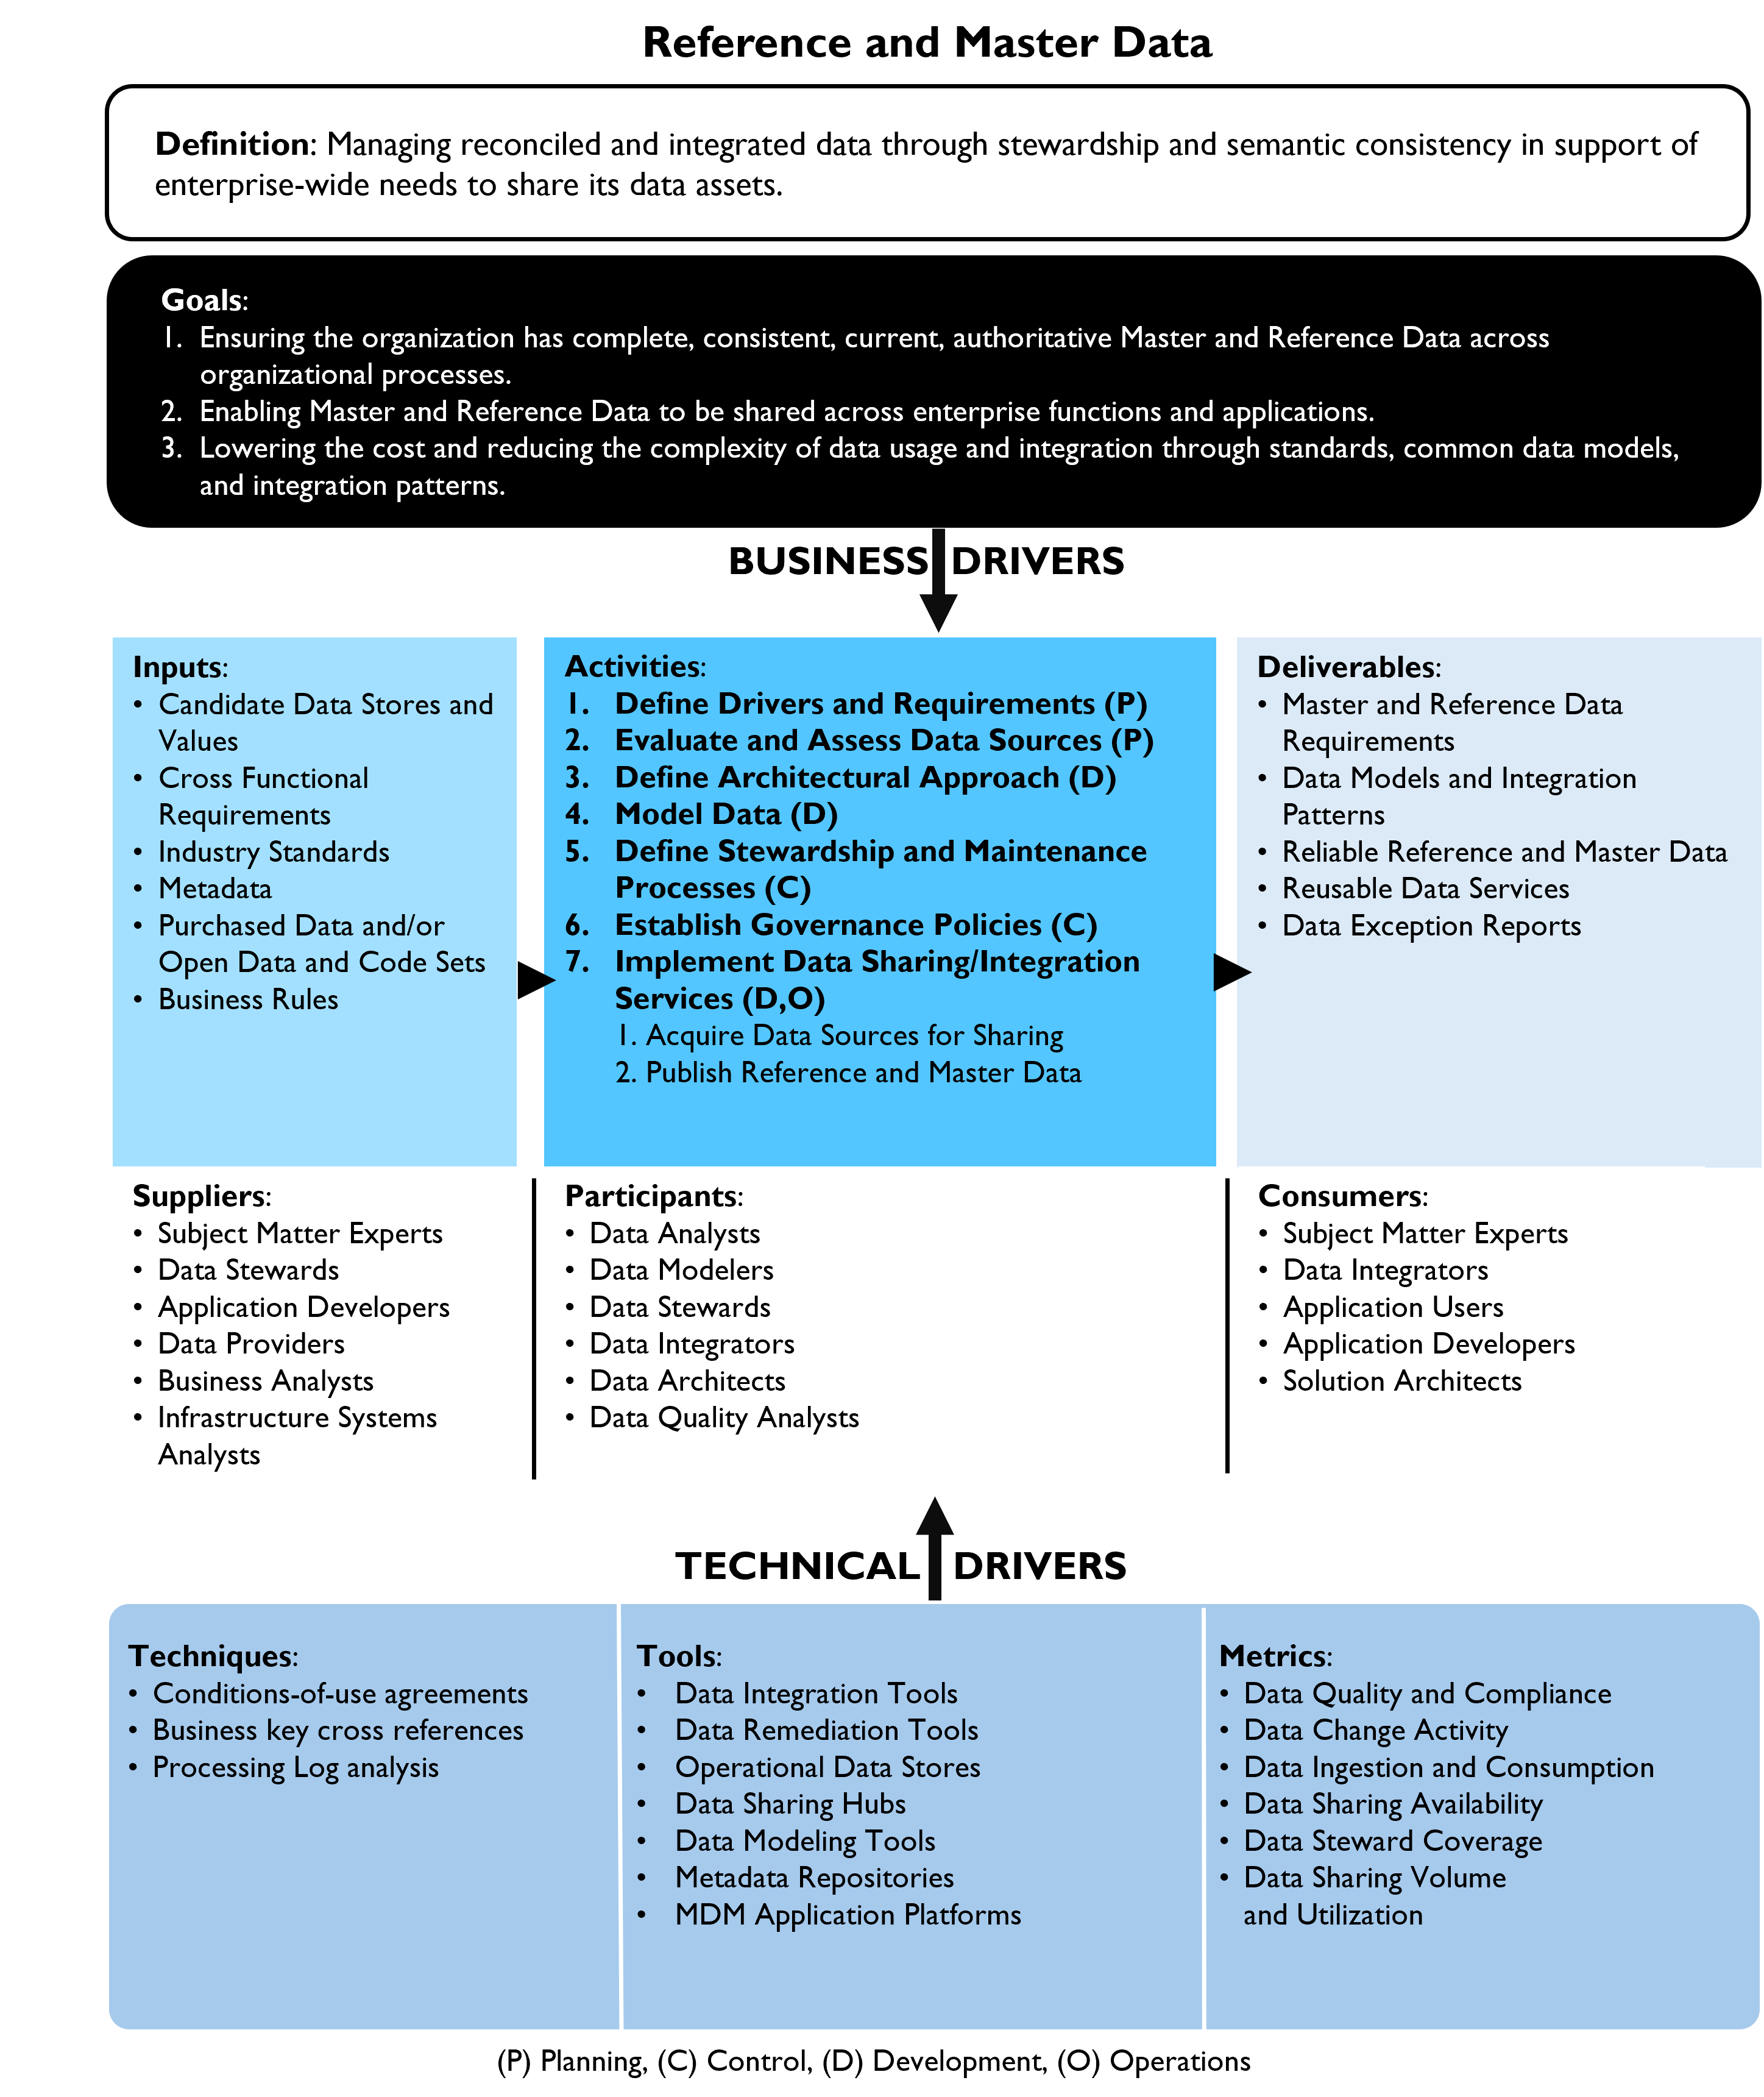 Reference and Master Data
Definition: Managing reconciled and integrated data through stewardship and semantic consistency in support of
enterprise-wide needs to share its data assets.
Goals:
1. Ensuring the organization has complete, consistent, current, authoritative Master and Reference Data across
organizational processes.
2. Enabling Master and Reference Data to be shared across enterprise functions and applications.
3. Lowering the cost and reducing the complexity of data usage and integration through standards, common data models,
and integration patterns.
BUSINESS DRIVERS
Inputs:
• Candidate Data Stores and
Values
• Cross Functional
Requirements
• Industry Standards
• Metadata
• Purchased Data and/or
Open Data and Code Sets
• Business Rules
Activities:
1. Define Drivers and Requirements (P)
2. Evaluate and Assess Data Sources (P)
3. Define Architectural Approach (D)
4. Model Data (D)
5. Define Stewardship and Maintenance
Processes (C)
6. Establish Governance Policies (C)
7. Implement Data Sharing/Integration
Services (D,O)
1. Acquire Data Sources for Sharing
2. Publish Reference and Master Data
Deliverables:
• Master and Reference Data
Requirements
• Data Models and Integration
Patterns
• Reliable Reference and Master Data
• Reusable Data Services
• Data Exception Reports
Suppliers:
• Subject Matter Experts
• Data Stewards
• Application Developers
• Data Providers
• Business Analysts
• Infrastructure Systems
Analysts
Participants:
• Data Analysts
• Data Modelers
• Data Stewards
• Data Integrators
• Data Architects
• Data Quality Analysts
Consumers:
• Subject Matter Experts
• Data Integrators
• Application Users
• Application Developers
• Solution Architects
TECHNICAL DRIVERS
Techniques:
• Conditions-of-use agreements
• Business key cross references
• Processing Log analysis
Tools:
• Data Integration Tools
• Data Remediation Tools
• Operational Data Stores
• Data Sharing Hubs
• Data Modeling Tools
• Metadata Repositories
• MDM Application Platforms
Metrics:
• Data Quality and Compliance
• Data Change Activity
• Data Ingestion and Consumption
• Data Sharing Availability
• Data Steward Coverage
• Data Sharing Volume
and Utilization
(P) Planning, (C) Control, (D) Development, (O) Operations